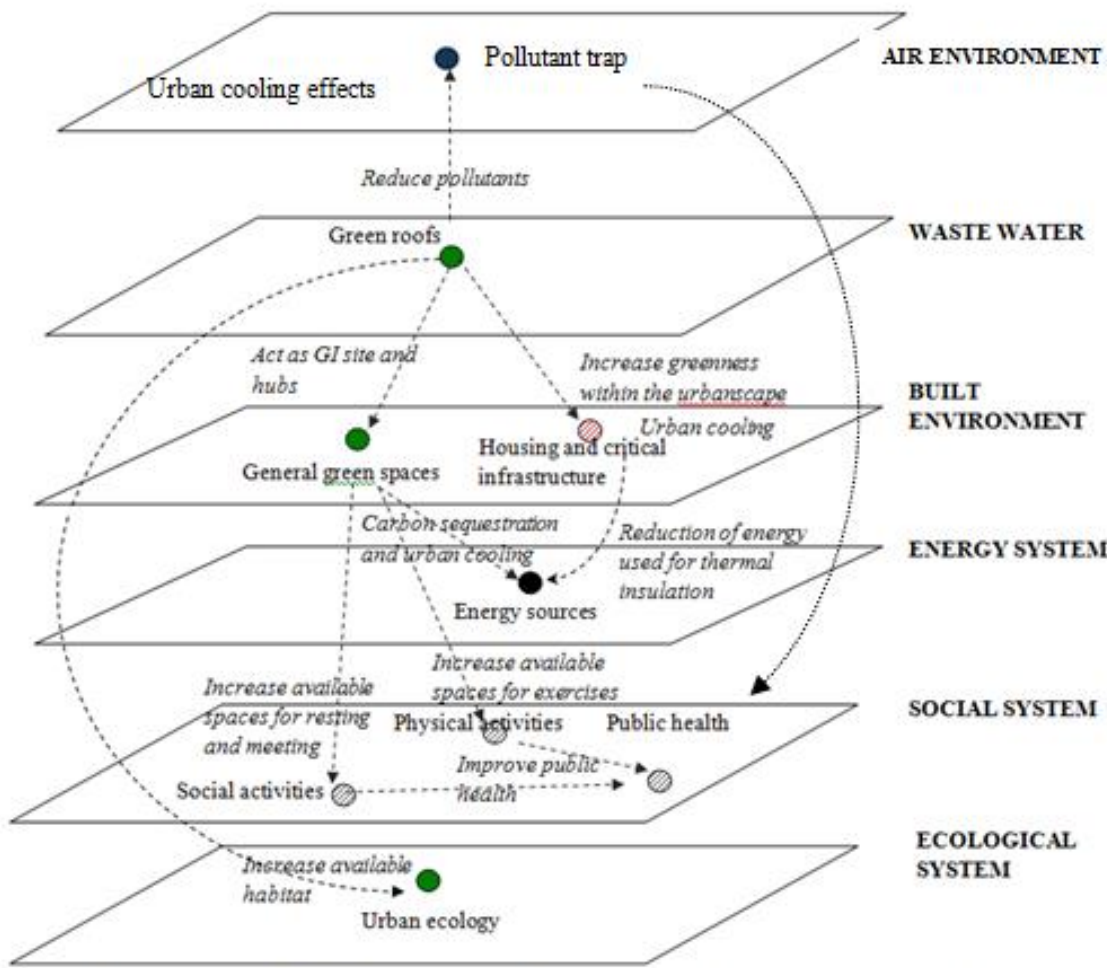 Pollutant trap
AIR ENVIRONMENT
Urban cooling effects
Reduce pollutants
Green roofs
WASTE WATER
Act as GI site and
hubs
Increase greenness
within the urbanscape
Urban cooling
BUILT
ENVIRONMENT
Housing and critical
infrastructure
General green spaces
Carbon sequestration
and urban cooling
Reduction of energy
used for thermal
insulation
ENERGY SYSTEM
Energy sources
Increase available
spaces for exercises
Increase available
spaces for resting
and meeting
Physical activities
Public health
SOCIAL SYSTEM
Improve public
health
Social activities
ECOLOGICAL
SYSTEM
Increase available
habitat
Urban ecology